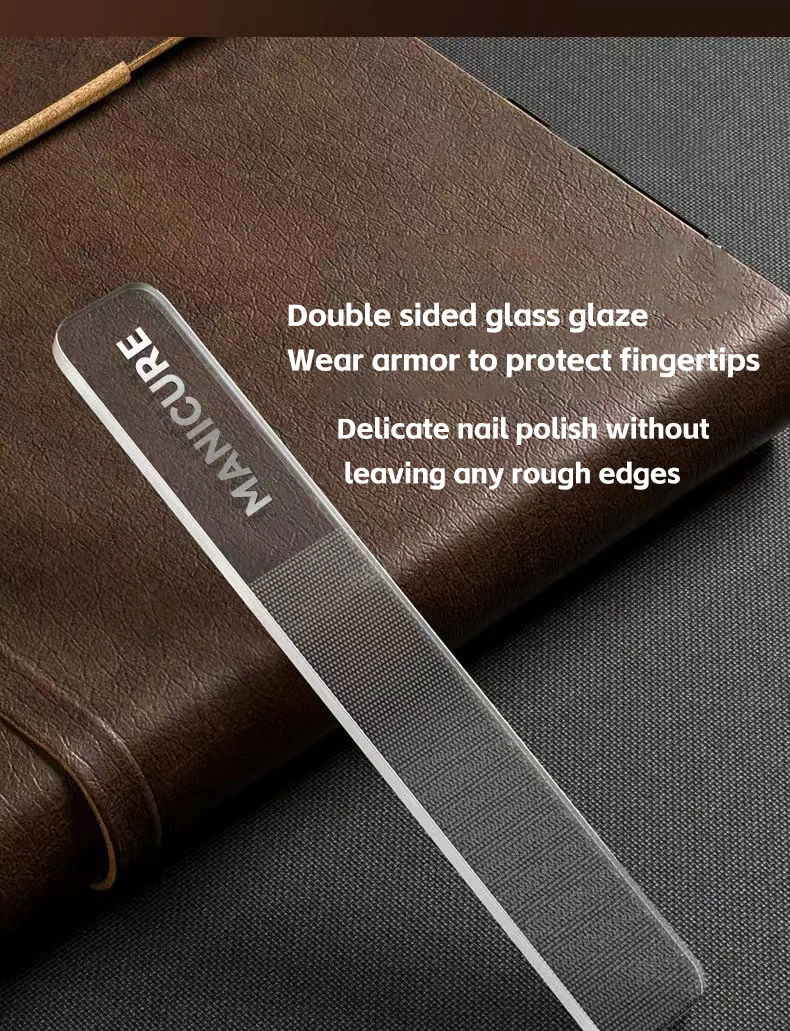 MANICURE
Double sided glass glaze
Wear armor to protect fingertips
Delicate nail polish without
leaving any rough edges